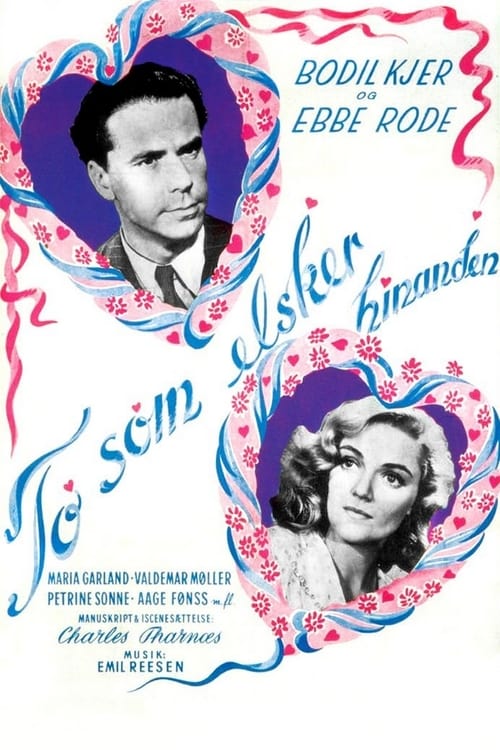 BODIL KJER
OG
EBBE RODE
To som elsker hinanden
MARIA GARLAND · VALDEMAR MØLLER
PETRINE SONNE · AAGE FØNSS m. fl.
MANUSKRIPT & ISCENESÆTTELSE:
Charles Tharnæs
MUSIK:
EMIL REESEN